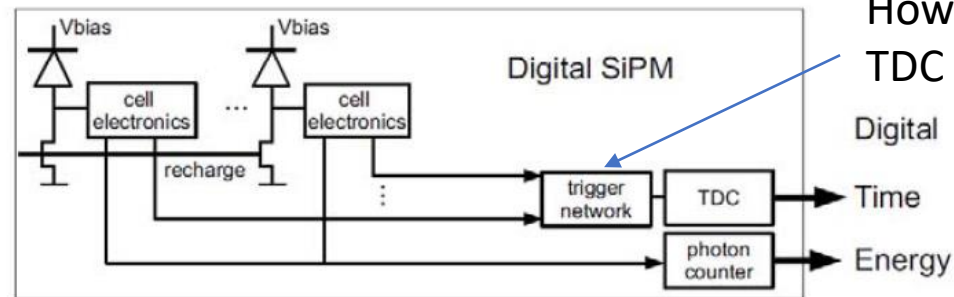 How
TDC
Vbias
Vbias
Digital SiPM
cell
electronics
...
cell
electronics
Digital
recharge
trigger
network
TDC
Time
photon
counter
Energy